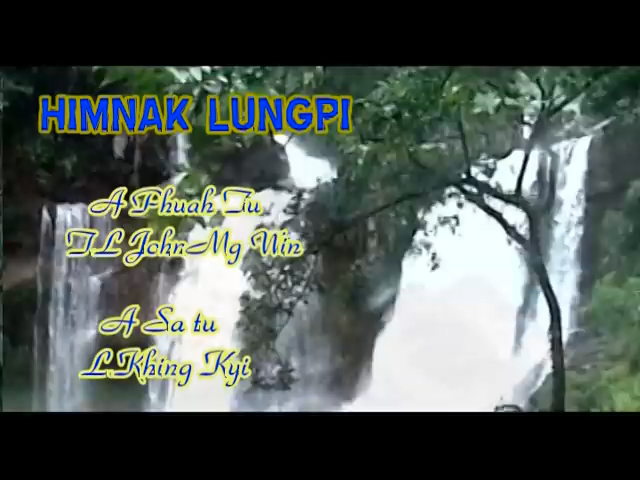 HIMNAK LUNGPI
A Phuah Tu
TL John Mg Win
A Sa tu
L.Khing Kyi